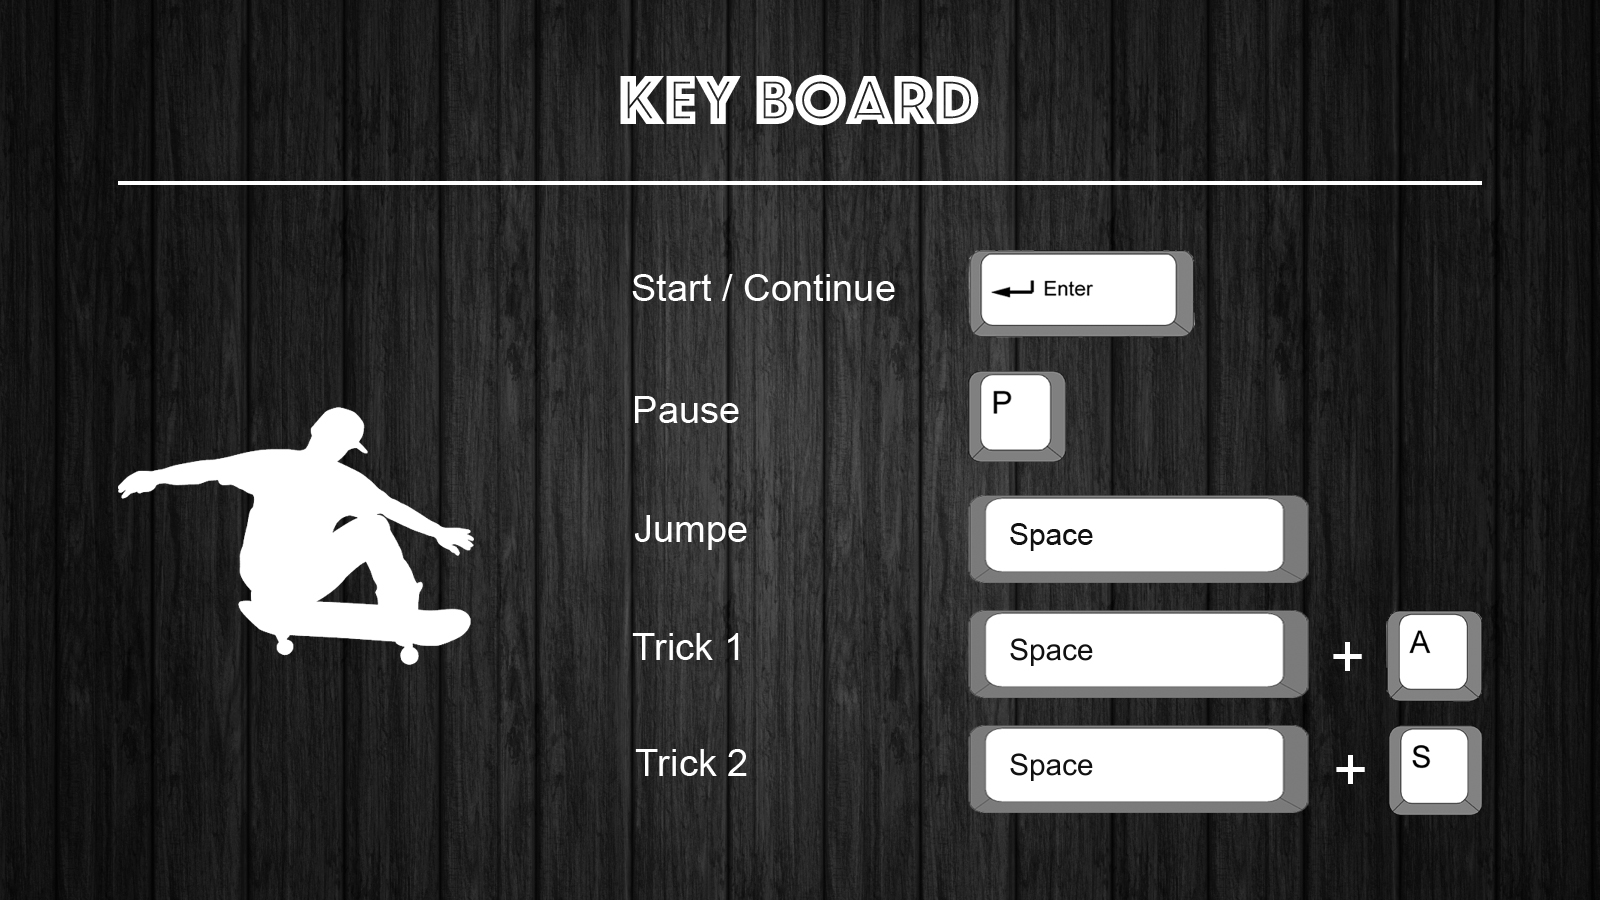 KEY BOARD
Start / Continue Enter
Pause P
Jumpe Space
Trick 1 Space + A
Trick 2 Space + S